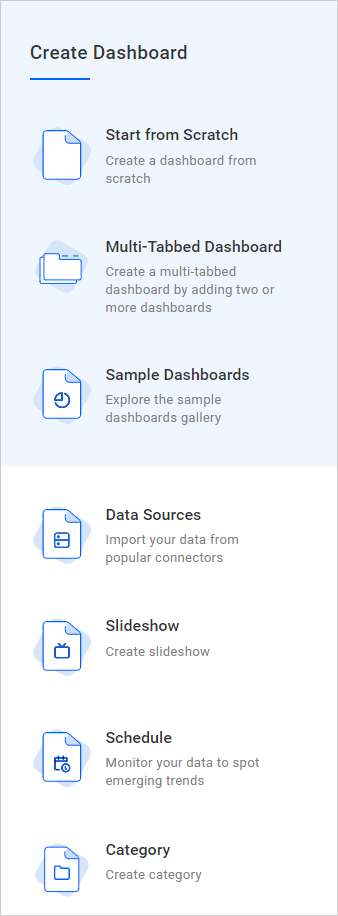 Create Dashboard
Start from Scratch
Create a dashboard from
scratch
Multi-Tabbed Dashboard
Create a multi-tabbed
dashboard by adding two or
more dashboards
Sample Dashboards
Explore the sample
dashboards gallery
Data Sources
Import your data from
popular connectors
Slideshow
Create slideshow
Schedule
Monitor your data to spot
emerging trends
Category
Create category